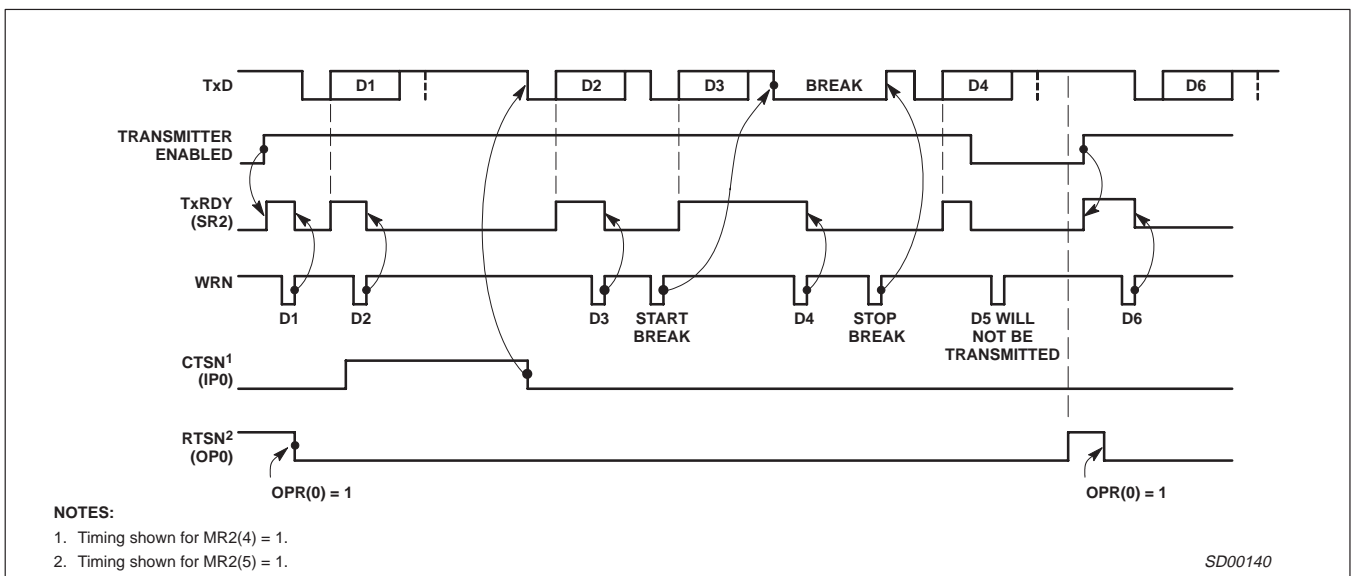 TxD
D1
D2
D3
BREAK
D4
D6
TRANSMITTER
ENABLED
TxRDY
(SR2)
WRN
D1
D2
D3
START
BREAK
D4
STOP
BREAK
D5 WILL
NOT BE
TRANSMITTED
D6
CTSN1
(IP0)
RTSN2
(OP0)
OPR(0) = 1
OPR(0) = 1
NOTES:
1. Timing shown for MR2(4) = 1.
2. Timing shown for MR2(5) = 1.
SD00140